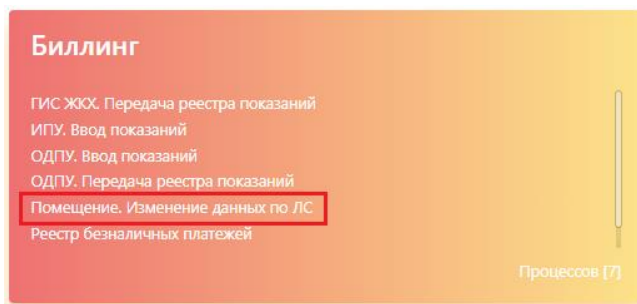 Биллинг
ГИС ЖКХ. Передача реестра показаний
ИПУ. Ввод показаний
ОДПУ. Ввод показаний
ОДПУ. Передача реестра показаний
Помещение. Изменение данных по ЛС
Реестр безналичных платежей
Процессов [7]